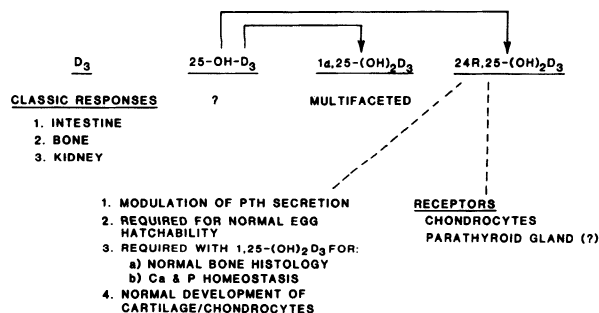 D3 25-OH-D3 1α,25-(OH)2D3 24R,25-(OH)2D3
CLASSIC RESPONSES ? MULTIFACETED
1. INTESTINE
2. BONE
3. KIDNEY
1. MODULATION OF PTH SECRETION
2. REQUIRED FOR NORMAL EGG
HATCHABILITY
3. REQUIRED WITH 1,25-(OH)2D3 FOR:
a) NORMAL BONE HISTOLOGY
b) Ca & P HOMEOSTASIS
4. NORMAL DEVELOPMENT OF
CARTILAGE/CHONDROCYTES
RECEPTORS
CHONDROCYTES
PARATHYROID GLAND (?)